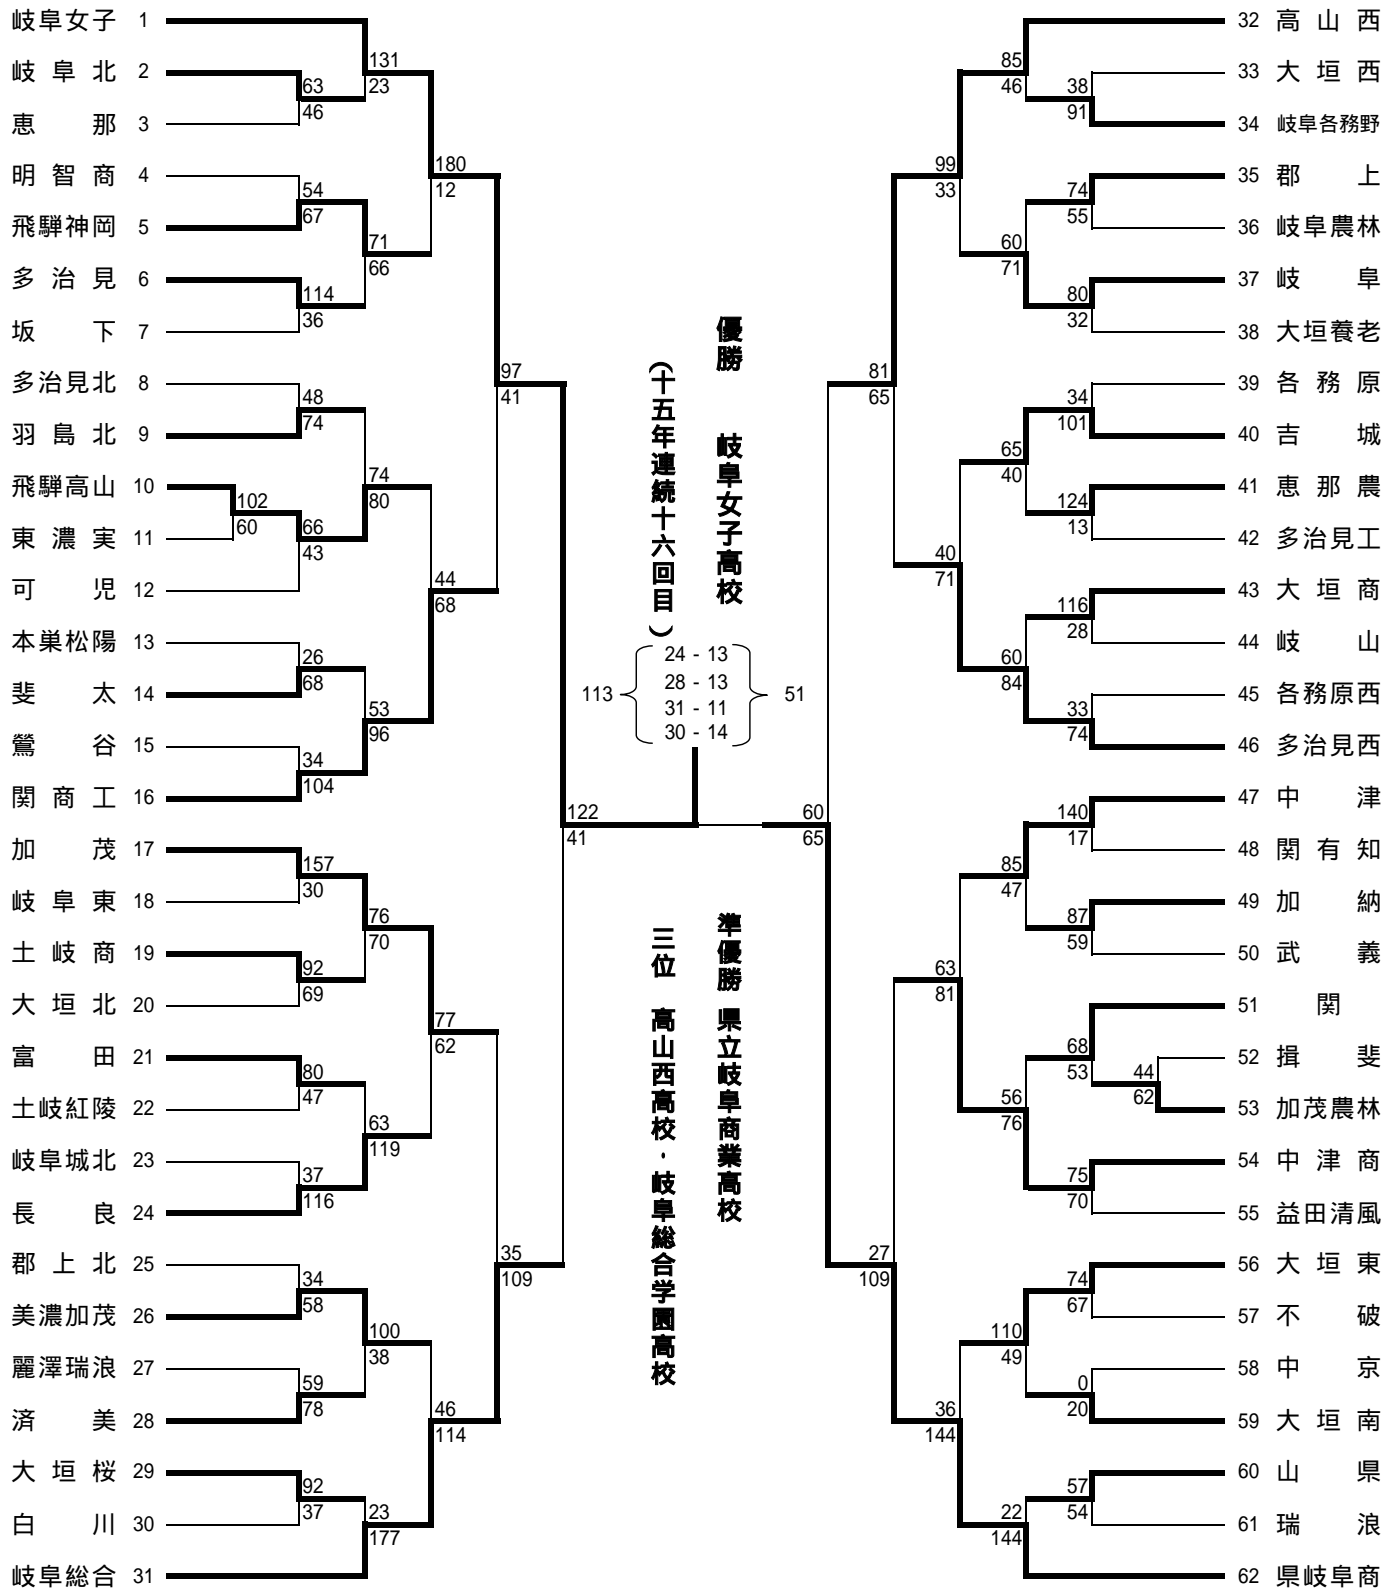 岐阜女子 1
岐阜北 2
恵那 3
明智商 4
飛騨神岡 5
多治見 6
坂下 7
多治見北 8
羽島北 9
飛騨高山 10
東濃実 11
可児 12
本巣松陽 13
斐太 14
鶯谷 15
関商工 16
加茂 17
岐阜東 18
土岐商 19
大垣北 20
富田 21
土岐紅陵 22
岐阜城北 23
長良 24
郡上北 25
美濃加茂 26
麗澤瑞浪 27
済美 28
大垣桜 29
白川 30
岐阜総合 31
102
60
63
46
54
67
114
36
48
74
66
43
26
68
34
104
157
30
92
69
80
47
37
116
34
58
59
78
92
37
131
23
71
66
74
80
53
96
76
70
63
119
100
38
23
177
180
12
44
68
77
62
46
114
97
41
35
109
122
41
優勝 岐阜女子高校
(十五年連続十六回目)
113
24 - 13
28 - 13
31 - 11
30 - 14
51
準優勝 県立岐阜商業高校
三位 高山西高校・岐阜総合学園高校
60
65
81
65
27
109
99
33
40
71
63
81
36
144
85
46
60
71
65
40
60
84
85
47
56
76
110
49
22
144
38
91
74
55
80
32
34
101
124
13
116
28
33
74
140
17
87
59
68
53
75
70
74
67
0
20
57
54
44
62
32 高山西
33 大垣西
34 岐阜各務野
35 郡上
36 岐阜農林
37 岐阜
38 大垣養老
39 各務原
40 吉城
41 恵那農
42 多治見工
43 大垣商
44 岐山
45 各務原西
46 多治見西
47 中津
48 関有知
49 加納
50 武義
51 関
52 揖斐
53 加茂農林
54 中津商
55 益田清風
56 大垣東
57 不破
58 中京
59 大垣南
60 山県
61 瑞浪
62 県岐阜商